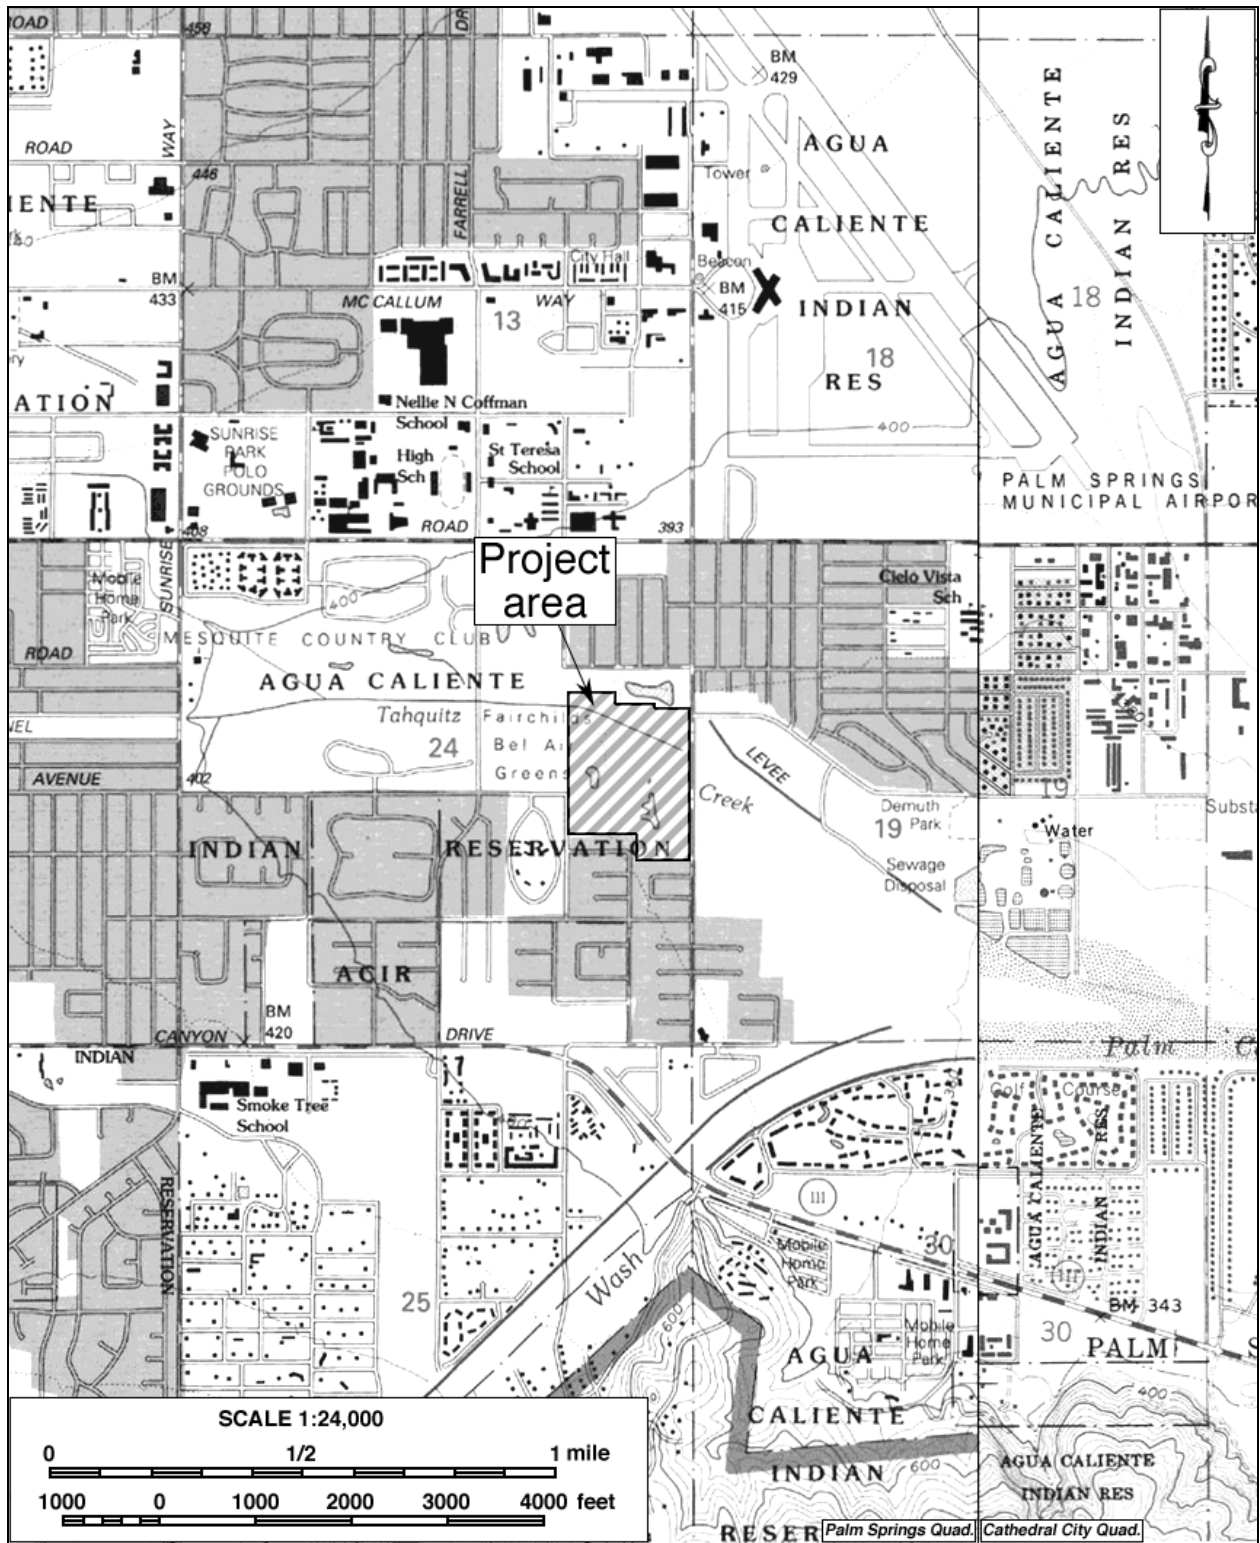 ROAD
458
DR
BM
429
ROAD
WAY
446
FARRELL
Tower
AGUA
CALIENTE
INDIAN
RES
18
AGUA CALIENTE
INDIAN RES
18
IENTE
BM
433
City Hall
Beacon
BM
415
MC CALLUM
WAY
13
ATION
Nellie N Coffman
School
SUNRISE
PARK
POLO
GROUNDS
High
Sch
St Teresa
School
400
408
ROAD
393
PALM SPRINGS
MUNICIPAL AIRPOR
Project
area
Mobile
Home
Park
SUNRISE
400
Cielo Vista
Sch
MESQUITE COUNTRY CLUB
ROAD
AGUA CALIENTE
Tahquitz
Fairchilds
Bel Ai
Greens
24
NEL
AVENUE
402
LEVEE
Creek
Demuth
Park
19
19
Subst
Water
INDIAN
RESERVATION
Sewage
Disposal
ACIR
BM
420
CANYON
DRIVE
INDIAN
Palm
C
Smoke Tree
School
Golf Course
AGUA CALIENTE
INDIAN
RES
RESERVATION
111
Mobile
Home
Park
30
111
BM 343
25
Wash
600
Mobile
Home
Park
30
PALM
S
AGUA
CALIENTE
INDIAN
RESER
600
400
AGUA CALIENTE
INDIAN RES
SCALE 1:24,000
0 1/2 1 mile
1000 0 1000 2000 3000 4000 feet
Palm Springs Quad.
Cathedral City Quad.